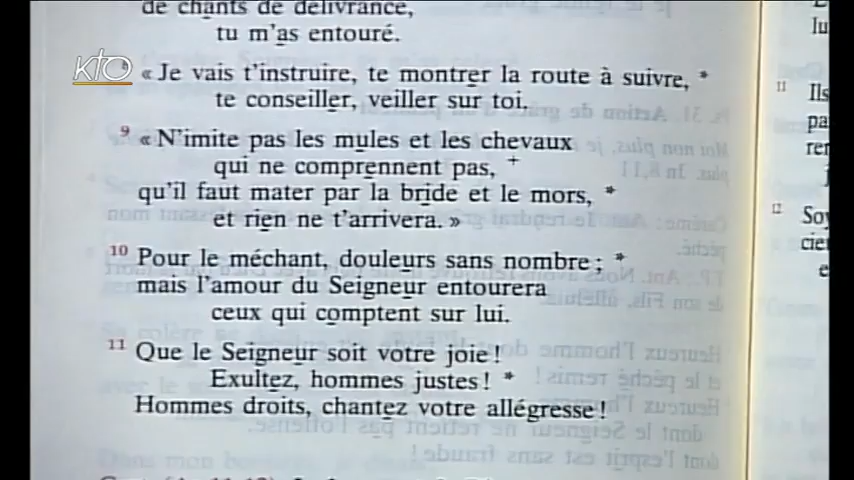 de chants de délivrance,
tu m'as entouré.
KTO
8 « Je vais t'instruire, te montrer la route à suivre, *
te conseiller, veiller sur toi.
9 « N'imite pas les mules et les chevaux
qui ne comprennent pas, +
qu'il faut mater par la bride et le mors, *
et rien ne t'arrivera. »
10 Pour le méchant, douleurs sans nombre ; *
mais l'amour du Seigneur entourera
ceux qui comptent sur lui.
11 Que le Seigneur soit votre joie !
Exultez, hommes justes ! *
Hommes droits, chantez votre allégresse !
lu
11 Ils
pa
rer
12 Soy
cie
e